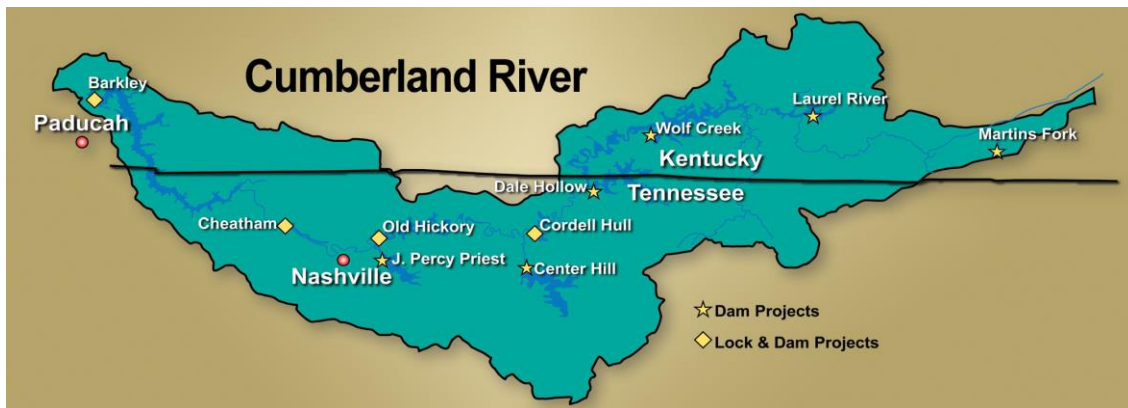 Cumberland River
Barkley
Paducah
Laurel River
Wolf Creek
Martins Fork
Kentucky
Dale Hollow
Tennessee
Cheatham
Old Hickory
Cordell Hull
J. Percy Priest
Nashville
Center Hill
Dam Projects
Lock & Dam Projects